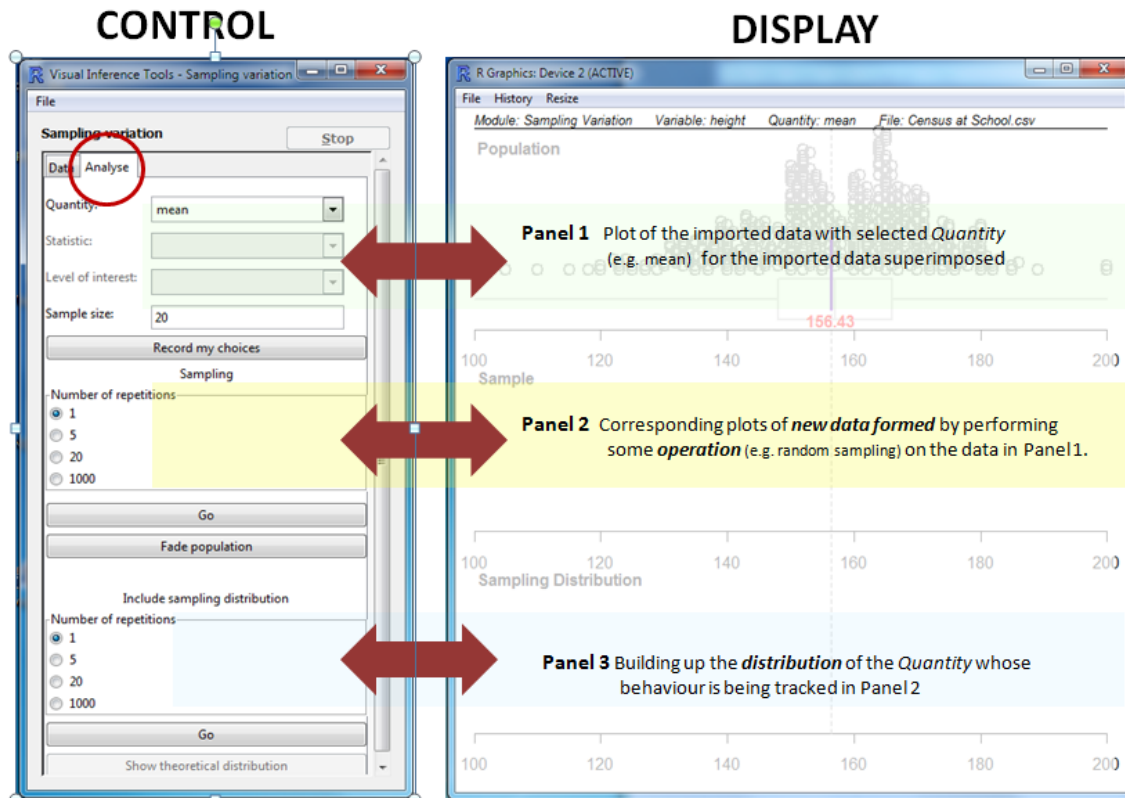 CONTROL
Visual Inference Tools - Sampling variation
File
Sampling variation
Stop
Data
Analyse
Quantity:
mean
Statistic:
Level of interest:
Sample size:
20
Record my choices
Sampling
Number of repetitions
1
5
20
1000
Go
Fade population
Include sampling distribution
Number of repetitions
1
5
20
1000
Go
Show theoretical distribution
DISPLAY
R Graphics: Device 2 (ACTIVE)
File History Resize
Module: Sampling Variation Variable: height Quantity: mean File: Census at School.csv
Population
Panel 1 Plot of the imported data with selected Quantity
(e.g. mean) for the imported data superimposed
156.43
100 120 140 160 180 200
Sample
Panel 2 Corresponding plots of new data formed by performing
some operation (e.g. random sampling) on the data in Panel 1.
100 120 140 160 180 200
Sampling Distribution
Panel 3 Building up the distribution of the Quantity whose
behaviour is being tracked in Panel 2
100 120 140 160 180 200